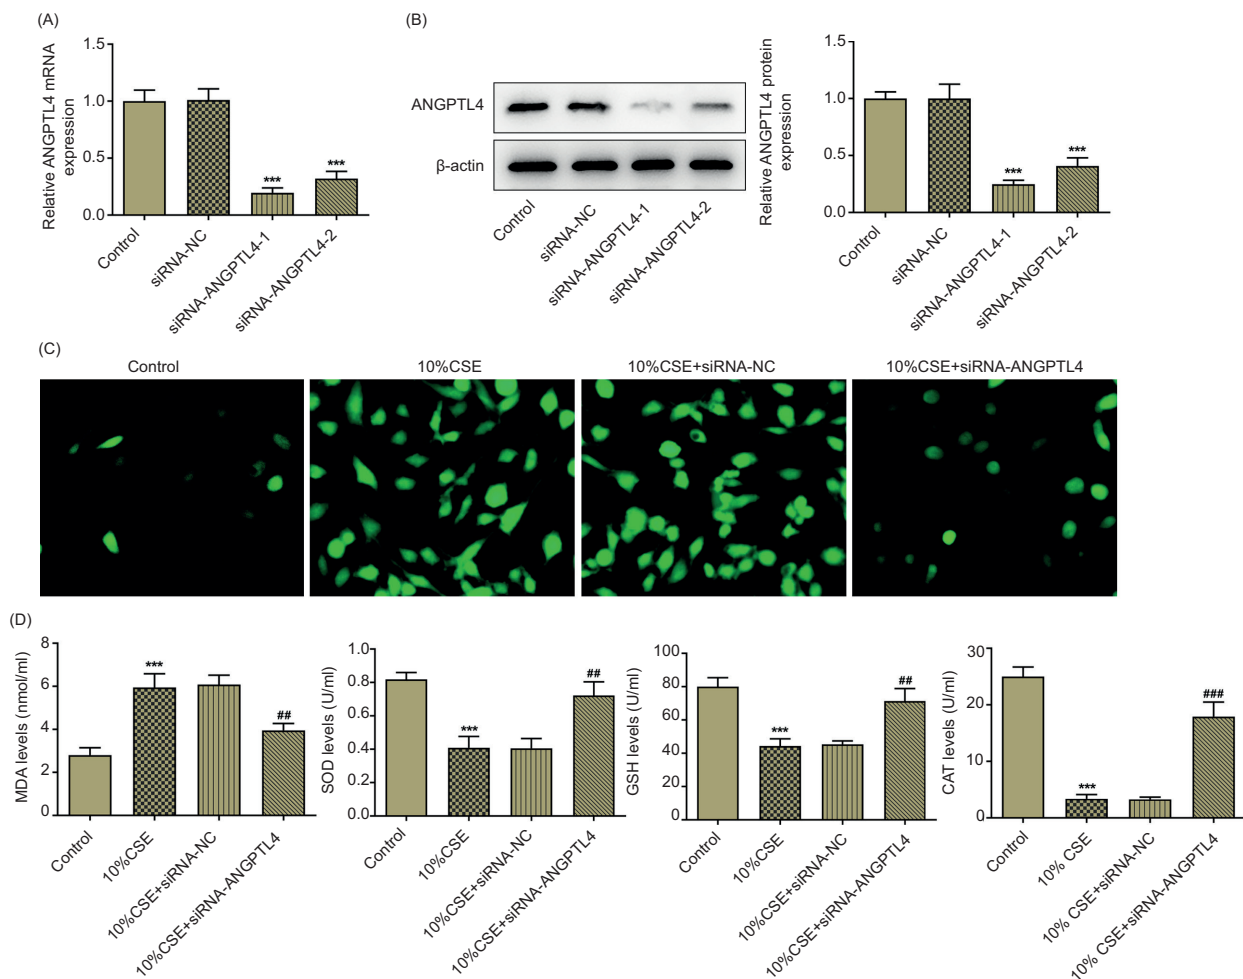 (A)
Relative ANGPTL4 mRNA
expression
1.5
1.0
0.5
0.0
***
***
Control
siRNA-NC
siRNA-ANGPTL4-1
siRNA-ANGPTL4-2
(B)
ANGPTL4
β-actin
Control
siRNA-NC
siRNA-ANGPTL4-1
siRNA-ANGPTL4-2
Relative ANGPTL4 protein
expression
1.5
1.0
0.5
0.0
***
***
Control
siRNA-NC
siRNA-ANGPTL4-1
siRNA-ANGPTL4-2
(C)
Control
10%CSE
10%CSE+siRNA-NC
10%CSE+siRNA-ANGPTL4
(D)
MDA levels (nmol/ml)
8
6
4
2
0
***
##
Control
10%CSE
10%CSE+siRNA-NC
10%CSE+siRNA-ANGPTL4
SOD levels (U/ml)
1.0
0.8
0.6
0.4
0.2
0.0
***
##
Control
10%CSE
10%CSE+siRNA-NC
10%CSE+siRNA-ANGPTL4
GSH levels (U/ml)
100
80
60
40
20
0
***
##
Control
10%CSE
10%CSE+siRNA-NC
10%CSE+siRNA-ANGPTL4
CAT levels (U/ml)
30
20
10
0
***
###
Control
10% CSE
10% CSE+siRNA-NC
10% CSE+siRNA-ANGPTL4